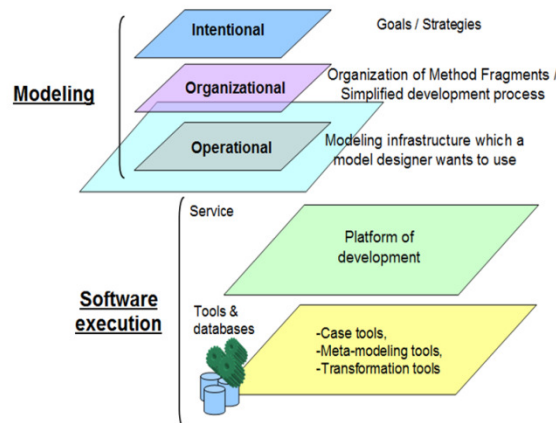 Intentional
Goals / Strategies
Modeling
Organizational
Organization of Method Fragments /
Simplified development process
Operational
Modeling infrastructure which a
model designer wants to use
Service
Platform of
development
Software
execution
Tools &
databases
-Case tools,
-Meta-modeling tools,
-Transformation tools